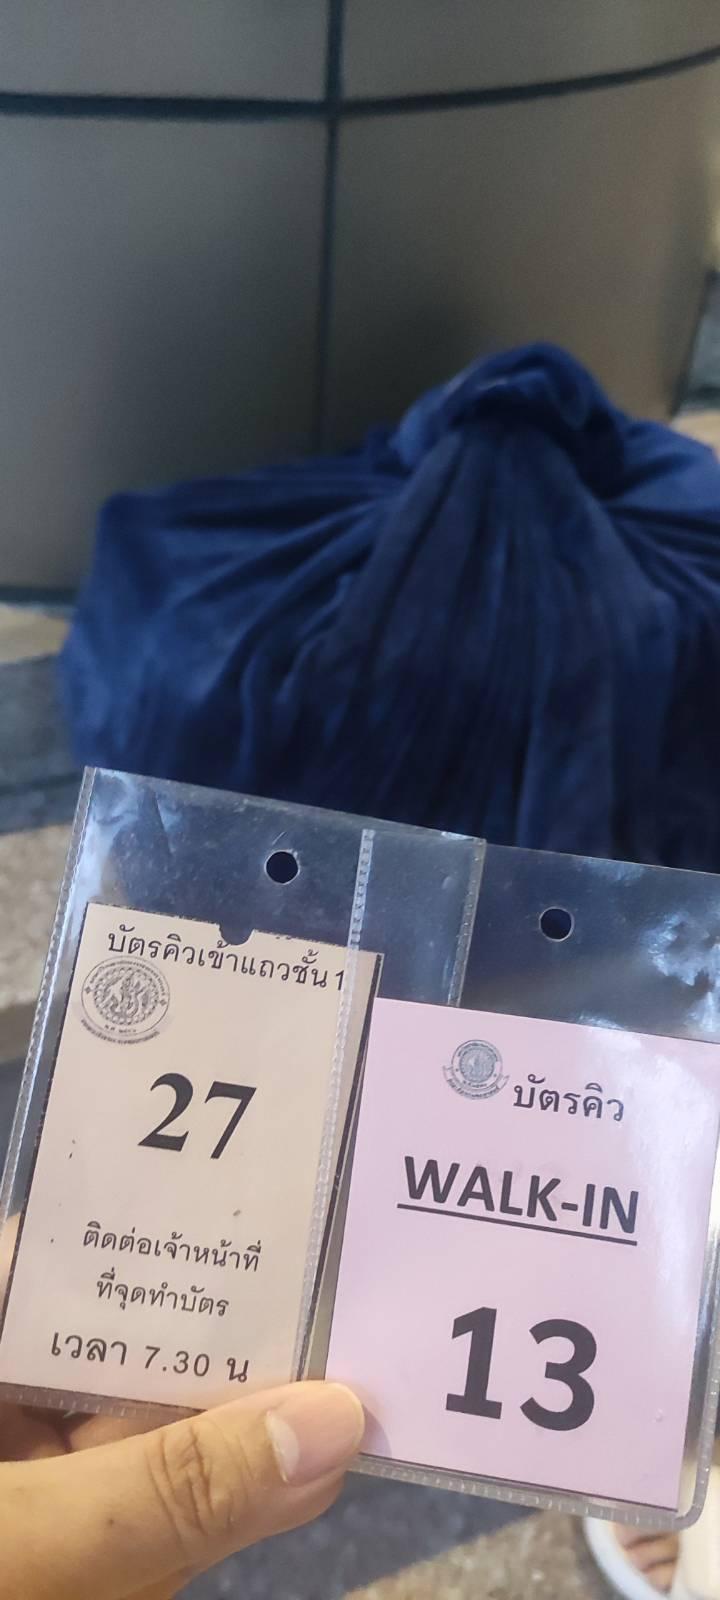 บัตรคิวเข้าแถวชั้น 1
27
ติดต่อเจ้าหน้าที่
ที่จุดทำบัตร
เวลา 7.30 น
บัตรคิว
WALK-IN
13